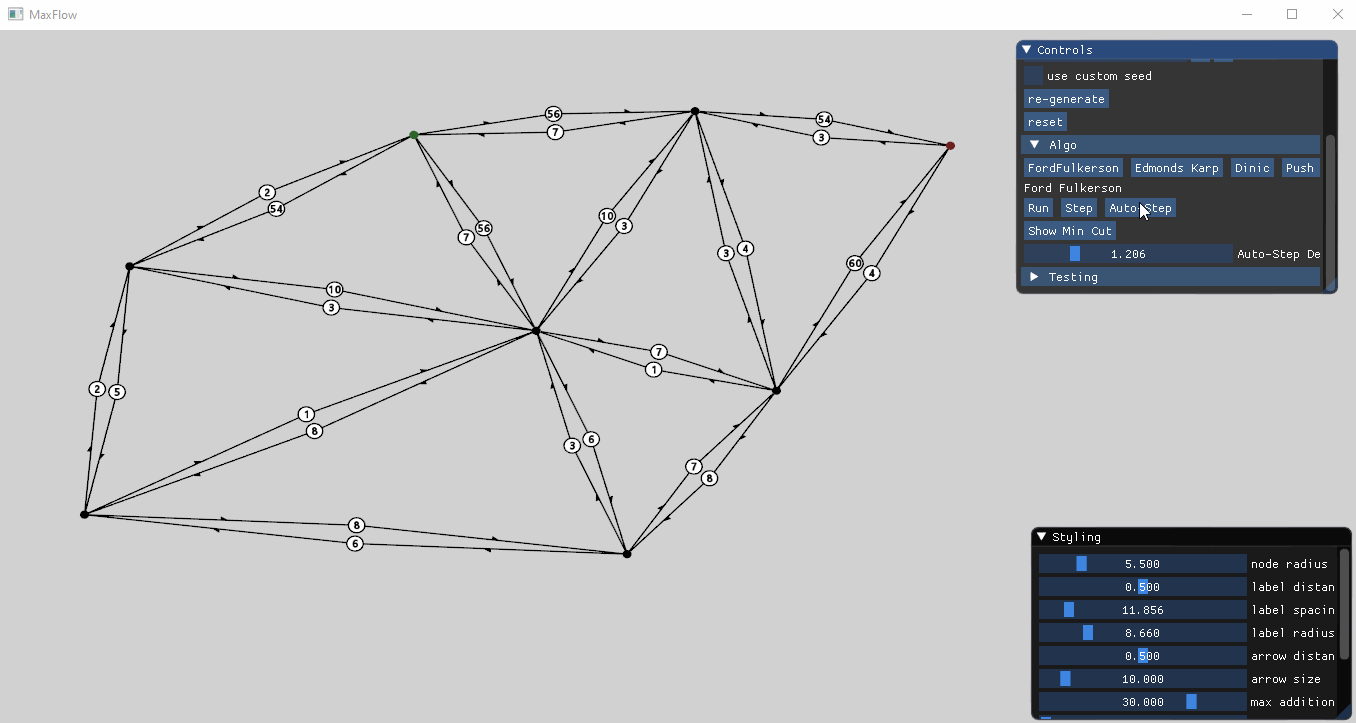 MaxFlow
Controls
use custom seed
re-generate
reset
Algo
FordFulkerson Edmonds Karp Dinic Push
Ford Fulkerson
Run Step Auto-Step
Show Min Cut
1.206 Auto-Step De
Testing
56
7
54
3
2
54
7
56
10
3
3
4
60
4
10
3
7
1
2
5
1
8
3
6
7
8
8
6
Styling
5.500 node radius
0.500 label distan
11.856 label spacin
8.660 label radius
0.500 arrow distan
10.000 arrow size
30.000 max addition